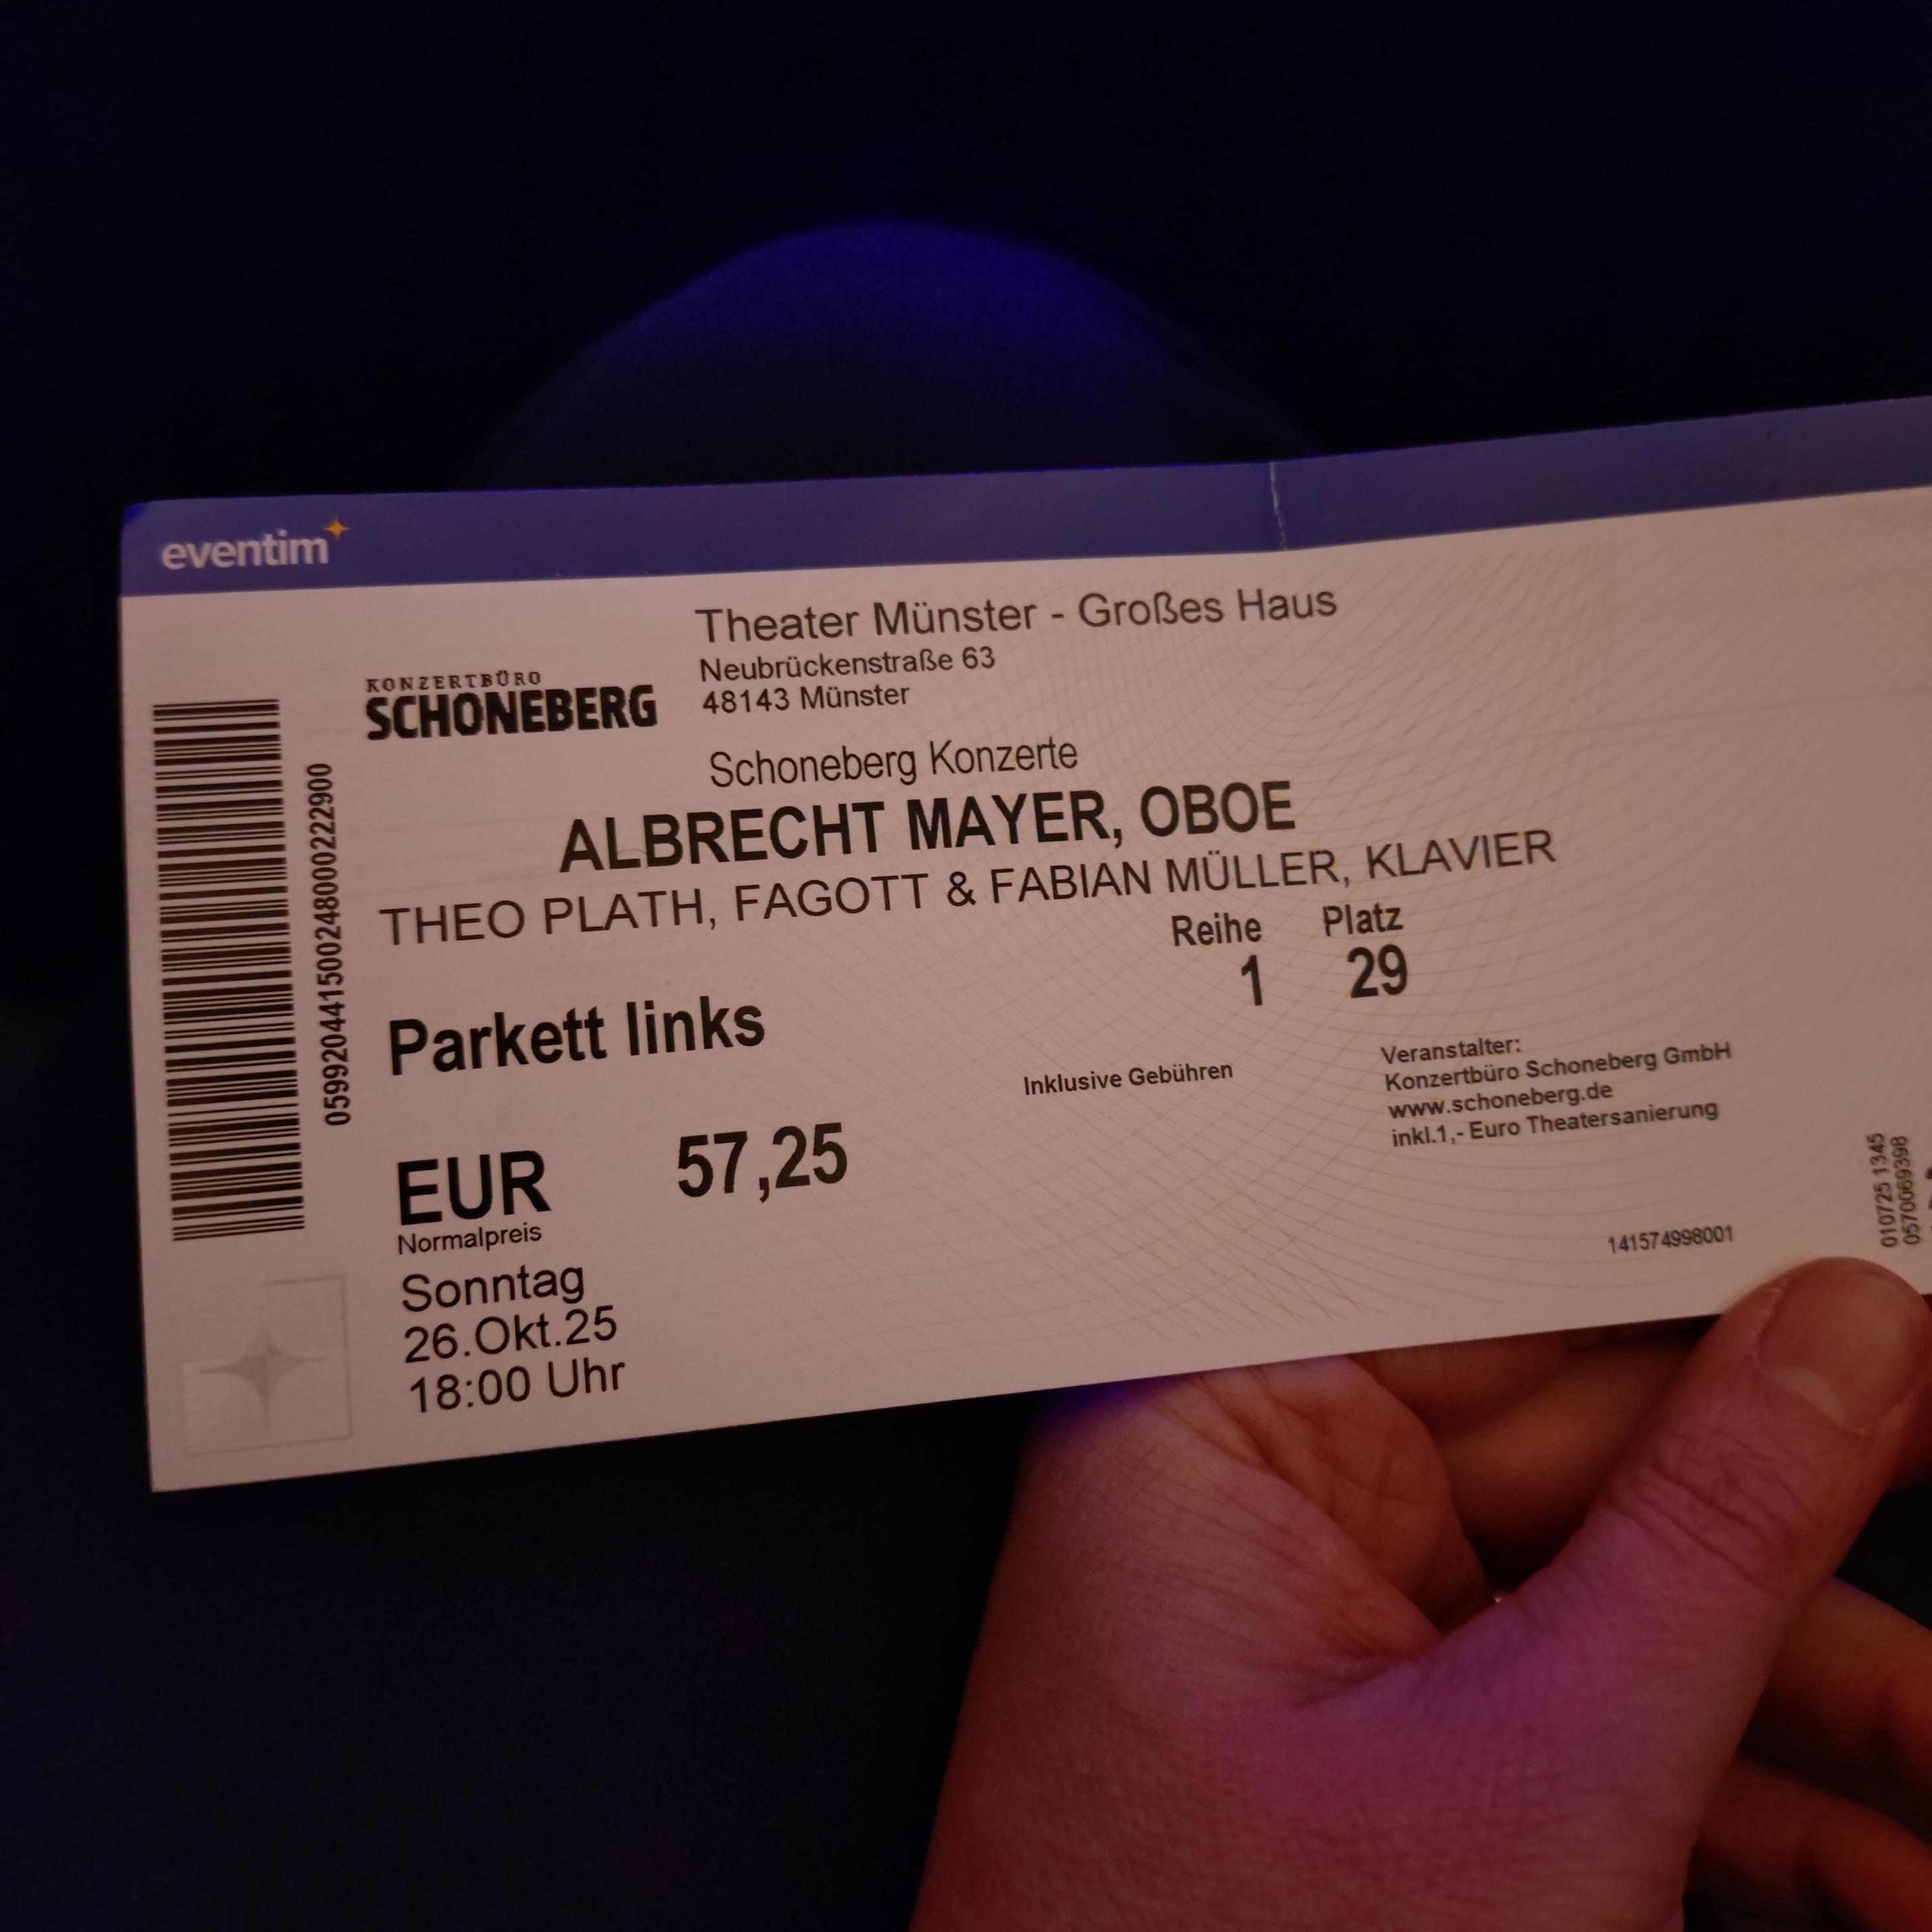 eventim
Theater Münster - Großes Haus
Neubrückenstraße 63
48143 Münster
KONZERTBÜRO
SCHONEBERG
Schoneberg Konzerte
ALBRECHT MAYER, OBOE
THEO PLATH, FAGOTT & FABIAN MÜLLER, KLAVIER
Reihe Platz
1 29
Parkett links
Inklusive Gebühren
Veranstalter:
Konzertbüro Schoneberg GmbH
www.schoneberg.de
inkl.1,- Euro Theatersanierung
EUR 57,25
Normalpreis
Sonntag
26.Okt.25
18:00 Uhr
141574998001
010725 1345
0570069398
0599204415002480002222900